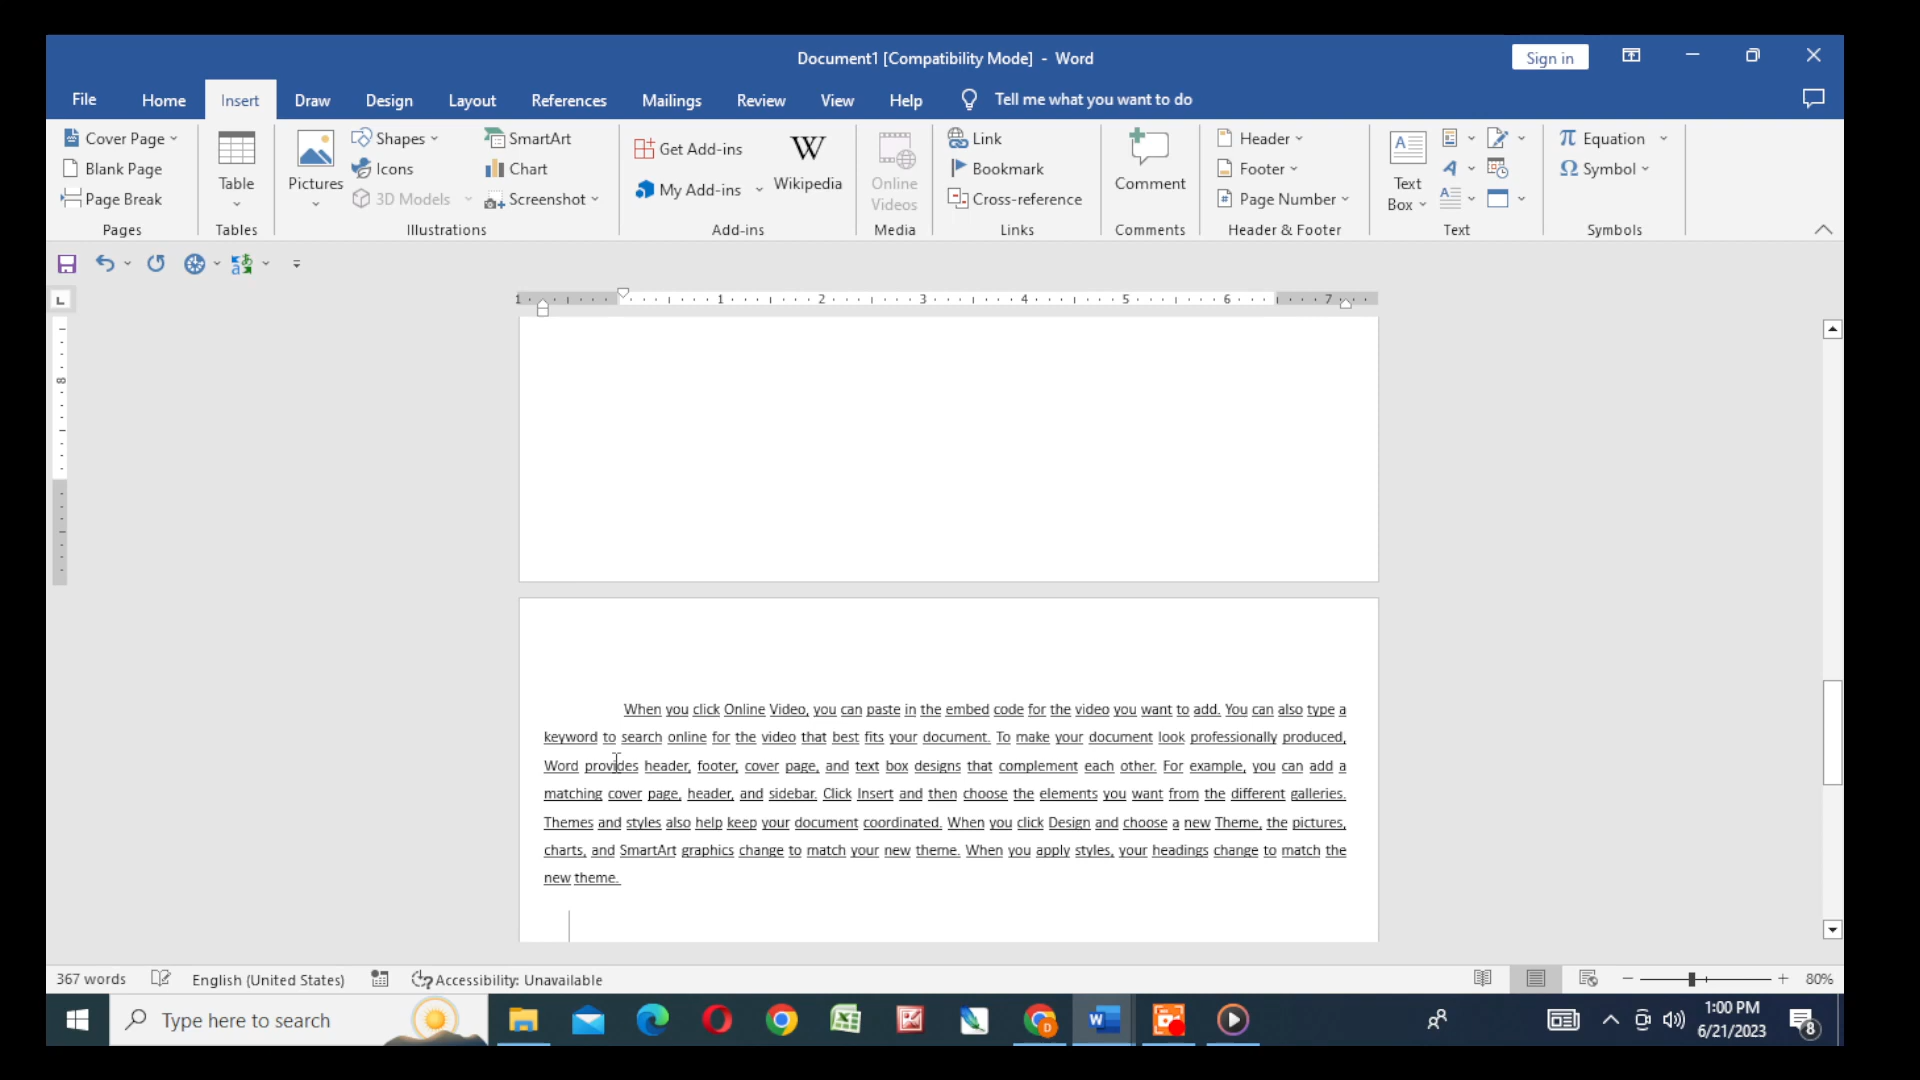 Document1 [Compatibility Mode] - Word
Sign in
File Home Insert Draw Design Layout References Mailings Review View Help Tell me what you want to do
Cover Page
Blank Page
Page Break
Pages
Table
Tables
Pictures
Shapes
Icons
3D Models
SmartArt
Chart
Screenshot
Illustrations
Get Add-ins
My Add-ins
W
Wikipedia
Add-ins
Online
Videos
Media
Link
Bookmark
Cross-reference
Links
Comment
Comments
Header
Footer
Page Number
Header & Footer
A
Text
Box
Text
π Equation
Ω Symbol
Symbols
1 1 2 3 4 5 6 7
8
When you click Online Video, you can paste in the embed code for the video you want to add. You can also type a
keyword to search online for the video that best fits your document. To make your document look professionally produced,
Word provides header, footer, cover page, and text box designs that complement each other. For example, you can add a
matching cover page, header, and sidebar. Click Insert and then choose the elements you want from the different galleries.
Themes and styles also help keep your document coordinated. When you click Design and choose a new Theme, the pictures,
charts, and SmartArt graphics change to match your new theme. When you apply styles, your headings change to match the
new theme.
367 words English (United States) Accessibility: Unavailable 80%
Type here to search
1:00 PM
6/21/2023
8